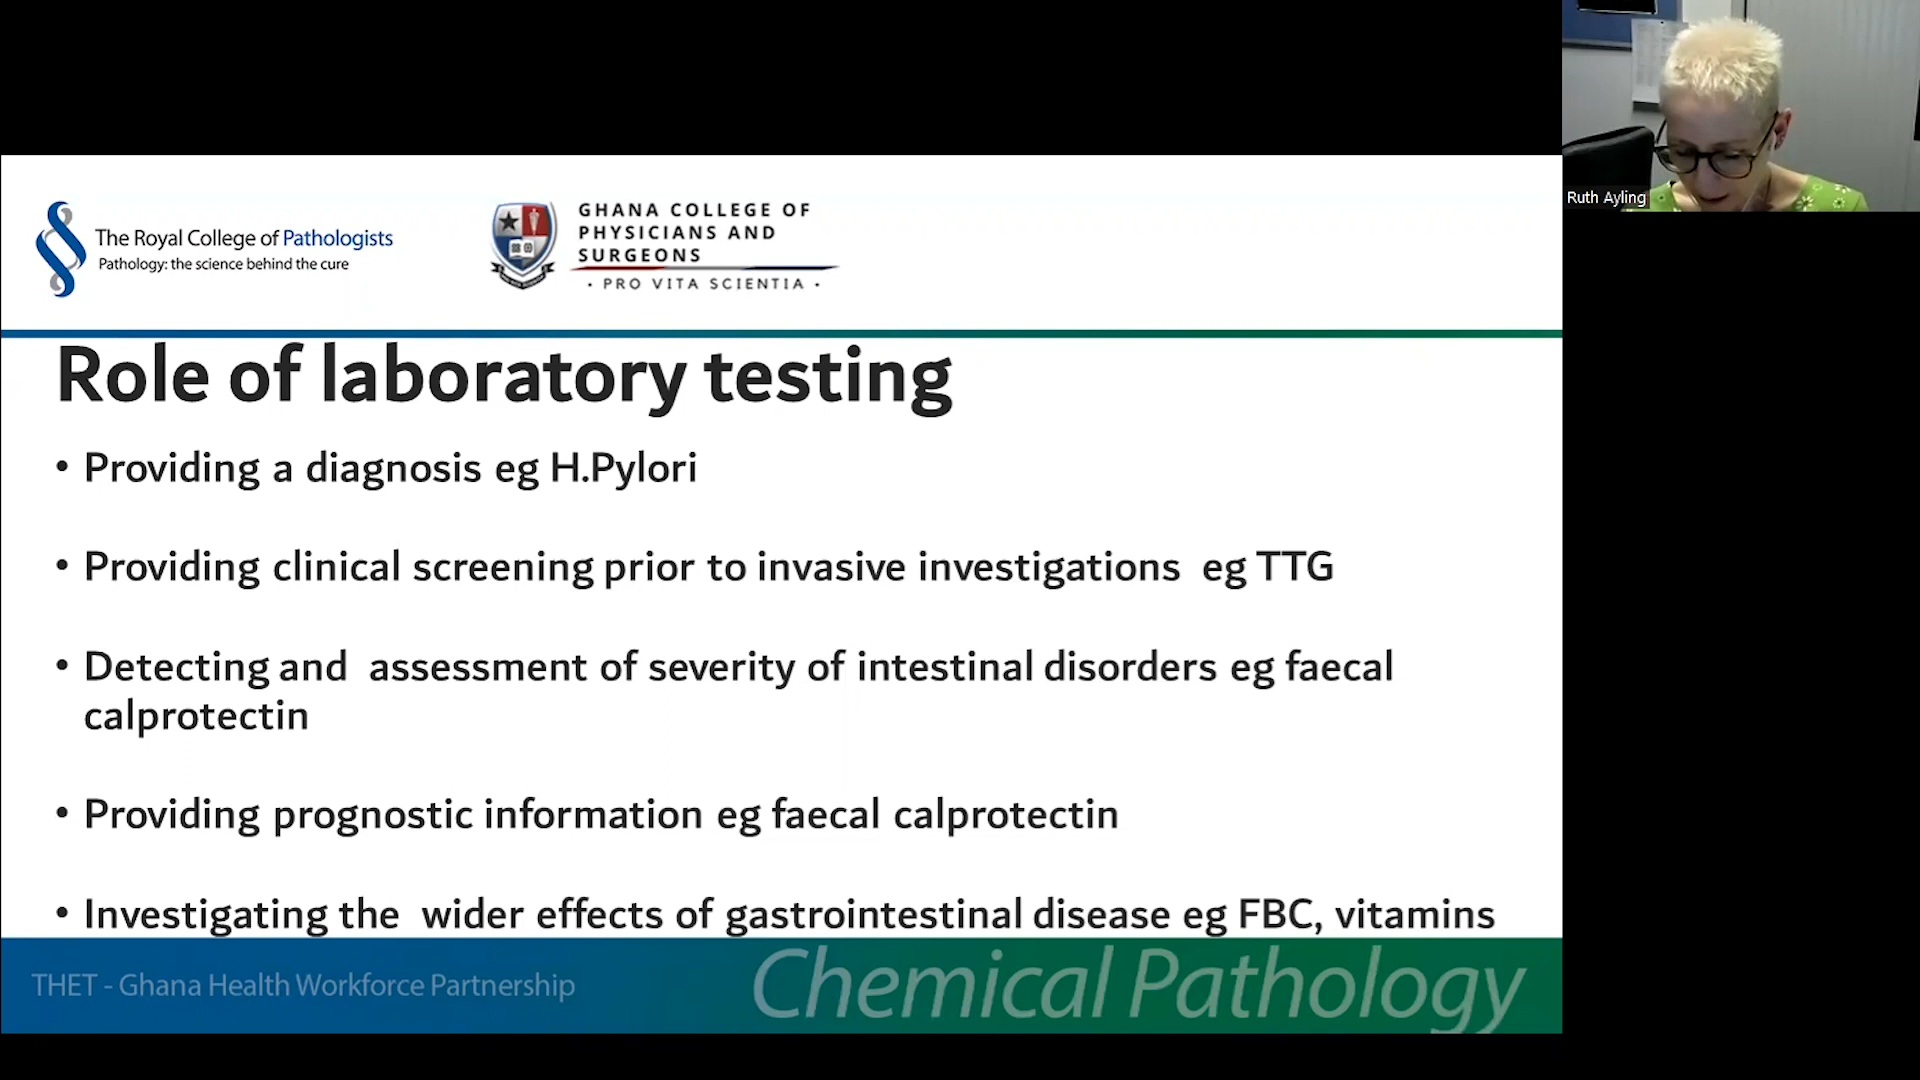 The Royal College of Pathologists
Pathology: the science behind the cure
GHANA COLLEGE OF
PHYSICIANS AND
SURGEONS
· PRO VITA SCIENTIA ·
Ruth Ayling
Role of laboratory testing
• Providing a diagnosis eg H.Pylori
• Providing clinical screening prior to invasive investigations  eg TTG
• Detecting and  assessment of severity of intestinal disorders eg faecal
calprotectin
• Providing prognostic information eg faecal calprotectin
• Investigating the  wider effects of gastrointestinal disease eg FBC, vitamins
THET - Ghana Health Workforce Partnership
Chemical Pathology